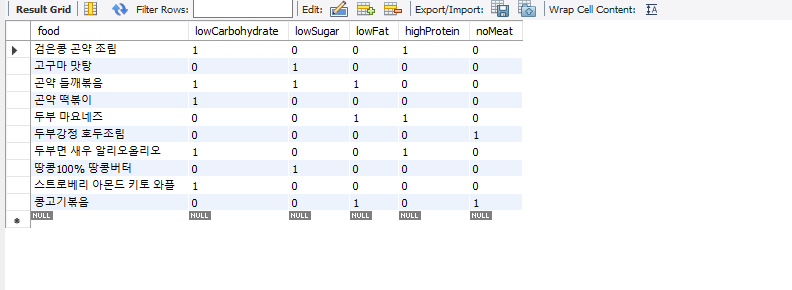 Result Grid Filter Rows: Edit: Export/Import: Wrap Cell Content: IA
food lowCarbohydrate lowSugar lowFat highProtein noMeat
검은콩 곤약 조림 1 0 0 1 0
고구마 맛탕 0 1 0 0 0
곤약 들깨볶음 1 1 1 0 0
곤약 떡볶이 1 0 0 0 0
두부 마요네즈 0 0 1 1 0
두부강정 호두조림 0 0 0 0 1
두부면 새우 알리오올리오 1 0 0 1 0
땅콩100% 땅콩버터 0 1 0 0 0
스트로베리 아몬드 키토 와플 1 0 0 0 0
콩고기볶음 0 0 1 0 1
NULL NULL NULL NULL NULL NULL